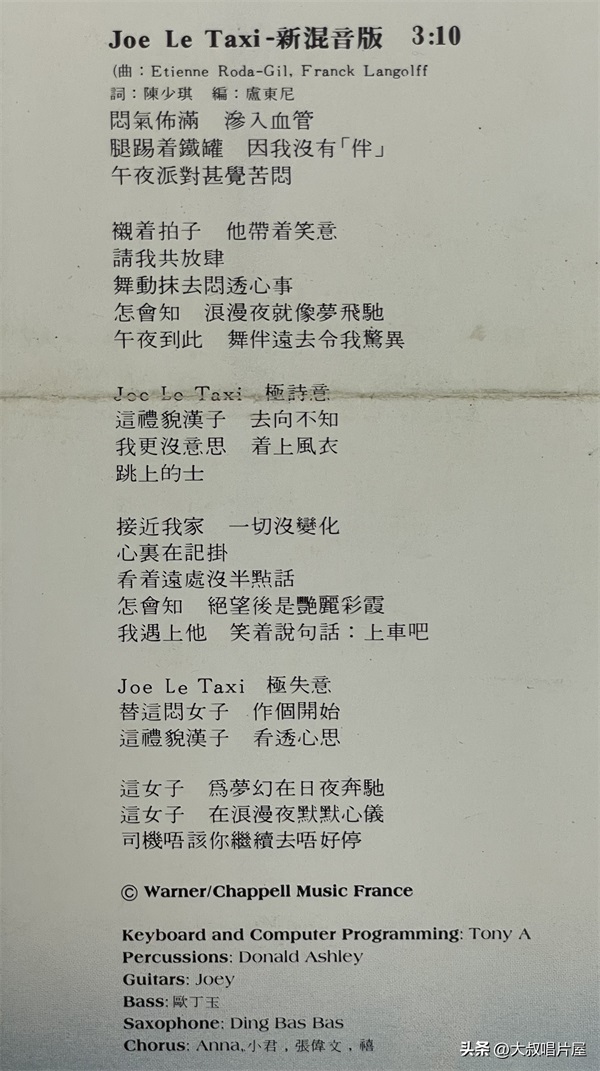 Joe Le Taxi-新混音版 3:10
(曲：Etienne Roda-Gil, Franck Langolff
詞：陳少琪 編：盧東尼
悶氣佈滿 滲入血管
腿踢着鐵罐 因我沒有「伴」
午夜派對甚覺苦悶
襯着拍子 他帶着笑意
請我共放肆
舞動抹去悶透心事
怎會知 浪漫夜就像夢飛馳
午夜到此 舞伴遠去令我驚異
Joe Le Taxi 極詩意
這禮貌漢子 去向不知
我更沒意思 着上風衣
跳上的士
接近我家 一切沒變化
心裏在記掛
看着遠處沒半點話
怎會知 絕望後是艷麗彩霞
我遇上他 笑着說句話：上車吧
Joe Le Taxi 極失意
替這悶女子 作個開始
這禮貌漢子 看透心思
這女子 爲夢幻在日夜奔馳
這女子 在浪漫夜默默心儀
司機唔該你繼續去唔好停
© Warner/Chappell Music France
Keyboard and Computer Programming: Tony A
Percussions: Donald Ashley
Guitars: Joey
Bass: 歐丁玉
Saxophone: Ding Bas Bas
Chorus: Anna, 小君，張偉文，禧
头条 @大叔唱片屋